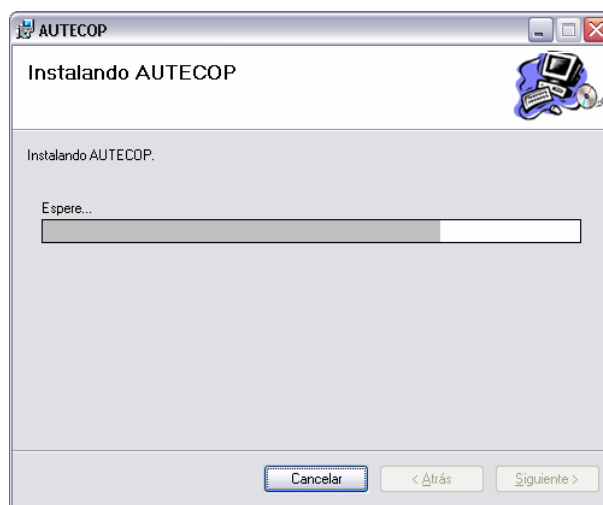 AUTECOP
Instalando AUTECOP
Instalando AUTECOP.
Espere...
Cancelar
< Atrás
Siguiente >